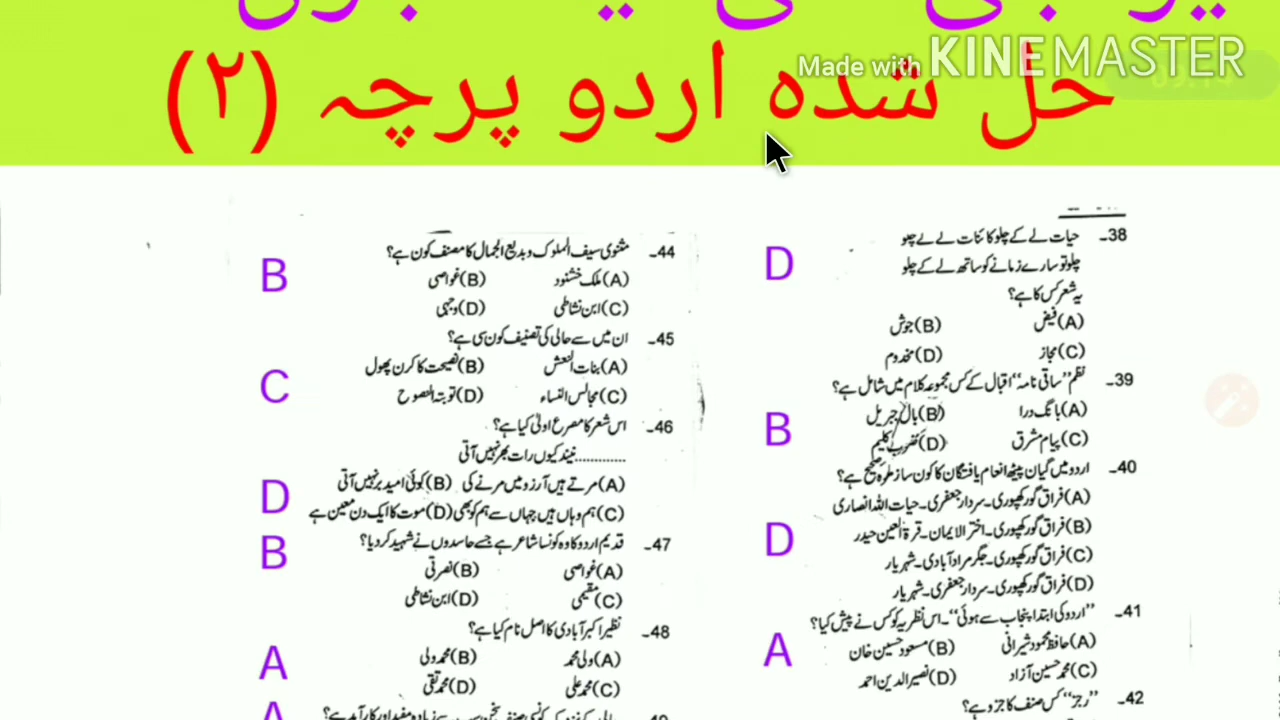 حل شدہ اردو پرچہ (۲)
Made with KINEMASTER
38۔ حیات لے کے چلو کائنات لے کے چلو
چلو تو سارے زمانے کو ساتھ لے کے چلو
یہ شعر کس کا ہے؟
D
(A) فیض (B) جوش
(C) مجاز (D) مخدوم
39۔ نظم "ساقی نامہ" اقبال کے کس مجموعہ کلام میں شامل ہے؟
(A) بانگ درا (B) بال جبریل
B
(C) پیام مشرق (D) ضرب کلیم
40۔ اردو میں گیان پیٹھ انعام یافتگان کا کون سا زمرہ صحیح ہے؟
(A) فراق گورکھپوری۔ سردار جعفری۔ حیات اللہ انصاری
(B) فراق گورکھپوری۔ اختر الایمان۔ قرۃ العین حیدر
D
(C) فراق گورکھپوری۔ جگر مرادآبادی۔ شہریار
(D) فراق گورکھپوری۔ سردار جعفری۔ شہریار
41۔ "اردو کی ابتدا پنجاب سے ہوئی"۔ اس نظریہ کو کس نے پیش کیا؟
(A) حافظ محمود شیرانی (B) مسعود حسین خان
A
(C) محمد حسین آزاد (D) نصیر الدین احمد
42۔ "رجز" کس صنف کا جزو ہے؟
44۔ مثنوی سیف الملوک و بدیع الجمال کا مصنف کون ہے؟
B
(A) ملک خشنود (B) غواصی
(C) ابن نشاطی (D) وجہی
45۔ ان میں سے حالی کی تصنیف کون سی ہے؟
(A) بنات النعش (B) نصیحت کا کرن پھول
C
(C) مجالس النساء (D) توبتہ النصوح
46۔ اس شعر کا مصرع اولیٰ کیا ہے؟
............نیند کیوں رات بھر نہیں آتی
(A) مرتے ہیں آرزو میں مرنے کی (B) کوئی امید بر نہیں آتی
D
(C) ہم وہاں ہیں جہاں سے ہم کو بھی (D) موت کا ایک دن معین ہے
47۔ قدیم اردو کا وہ کونسا شاعر ہے جسے حاسدوں نے شہید کر دیا؟
B
(A) غواصی (B) نصرتی
(C) مقیمی (D) ابن نشاطی
48۔ نظیر اکبر آبادی کا اصل نام کیا ہے؟
(A) ولی محمد (B) محمد ولی
A
(C) محمد علی (D) محمد تقی
A